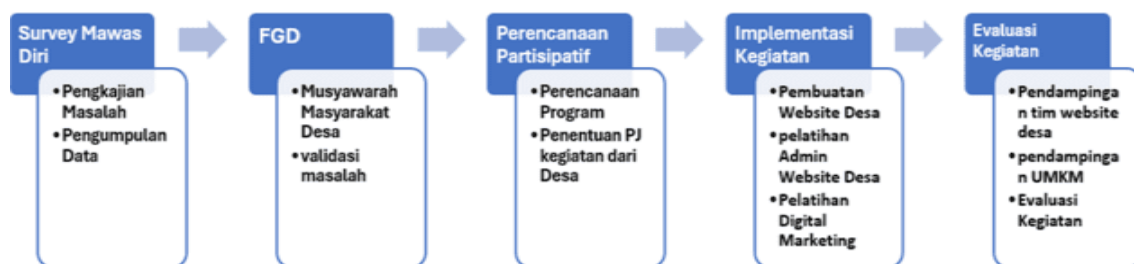 Survey Mawas
Diri
• Pengkajian
Masalah
• Pengumpulan
Data
FGD
• Musyawarah
Masyarakat
Desa
• validasi
masalah
Perencanaan
Partisipatif
• Perencanaan
Program
• Penentuan PJ
kegiatan dari
Desa
Implementasi
Kegiatan
• Pembuatan
Website Desa
• pelatihan
Admin
Website Desa
• Pelatihan
Digital
Marketing
Evaluasi
Kegiatan
• Pendampinga
n tim website
desa
• pendampinga
n UMKM
• Evaluasi
Kegiatan